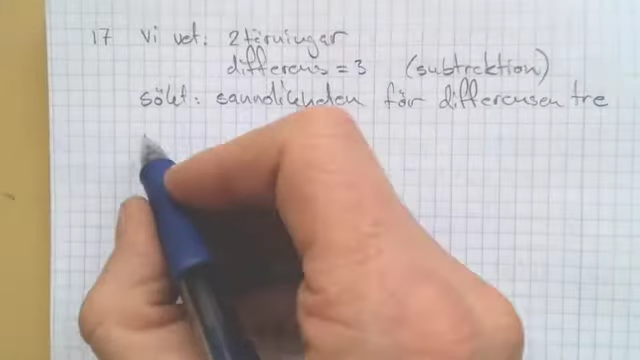 17 Vi vet: 2 tärningar
differens = 3 (subtraktion)
sökt: sannolikheten för differensen tre